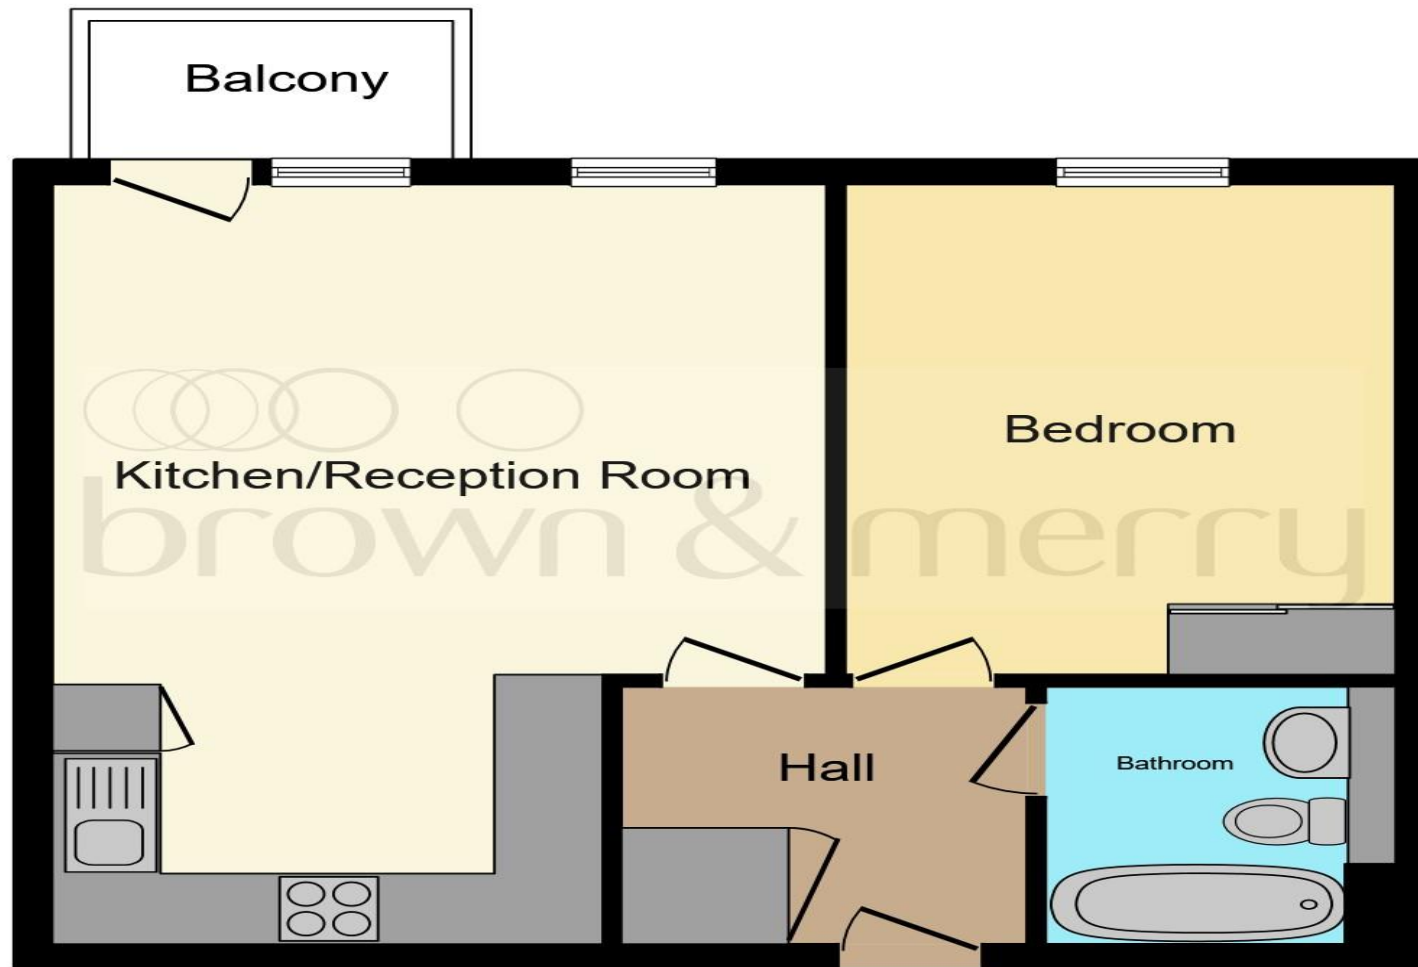 Balcony
Bedroom
Kitchen/Reception Room
brown & merry
Hall
Bathroom